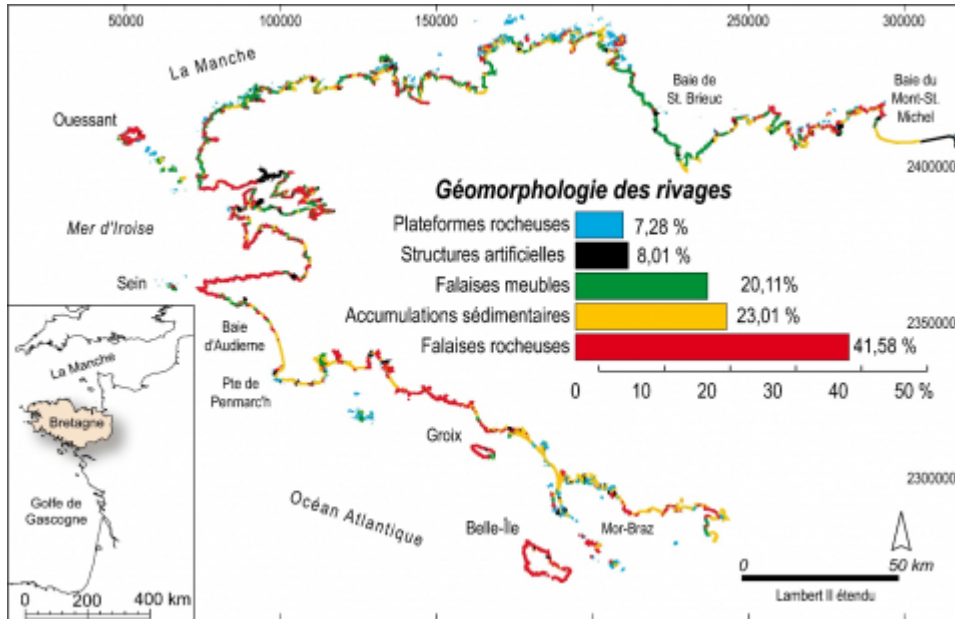 50000 100000 150000 200000 250000 300000
La Manche
Baie de
St. Brieuc
Baie du
Mont-St.
Michel
Ouessant
2400000
Géomorphologie des rivages
Plateformes rocheuses 7,28 %
Mer d'Iroise
Structures artificielles 8,01 %
Sein
Falaises meubles 20,11%
Accumulations sédimentaires 23,01 %
2350000
Falaises rocheuses 41,58 %
0 10 20 30 40 50 %
Baie
d'Audierne
Pte de
Penmarc'h
La Manche
Bretagne
Groix
Golfe de
Gascogne
2300000
Océan Atlantique
Belle-Île
Mor-Braz
0 50 km
Lambert II étendu
0 200 400 km